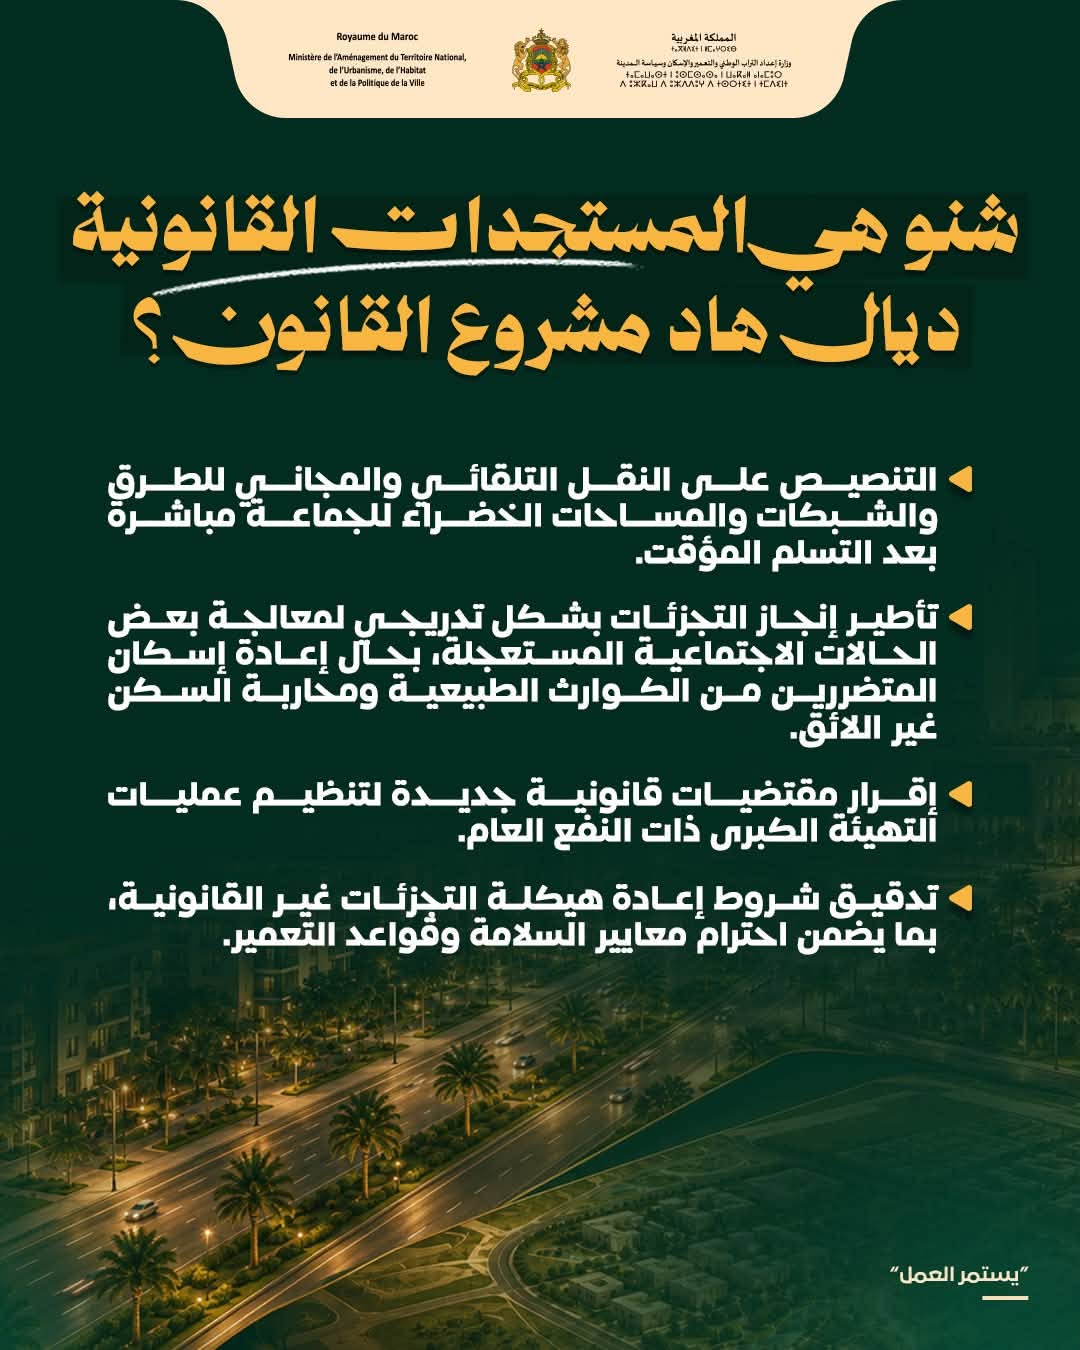 Royaume du Maroc
Ministère de l'Aménagement du Territoire National,
de l'Urbanisme, de l'Habitat
et de la Politique de la Ville
المملكة المغربية
ⵜⴰⴳⵍⴷⵉⵜ ⵏ ⵍⵎⵖⵔⵉⴱ
وزارة إعداد التراب الوطني والتعمير والإسكان وسياسة المدينة
شنو هي المستجدات القانونية
ديال هاد مشروع القانون؟
التنصيص على النقل التلقائي والمجاني للطرق
والشبكات والمساحات الخضراء للجماعة مباشرة
بعد التسلم المؤقت.
تأطير إنجاز التجزئات بشكل تدريجي لمعالجة بعض
الحالات الاجتماعية المستعجلة، بحال إعادة إسكان
المتضررين من الكوارث الطبيعية ومحاربة السكن
غير اللائق.
إقرار مقتضيات قانونية جديدة لتنظيم عمليات
التهيئة الكبرى ذات النفع العام.
تدقيق شروط إعادة هيكلة التجزئات غير القانونية،
بما يضمن احترام معايير السلامة وقواعد التعمير.
"يستمر العمل"